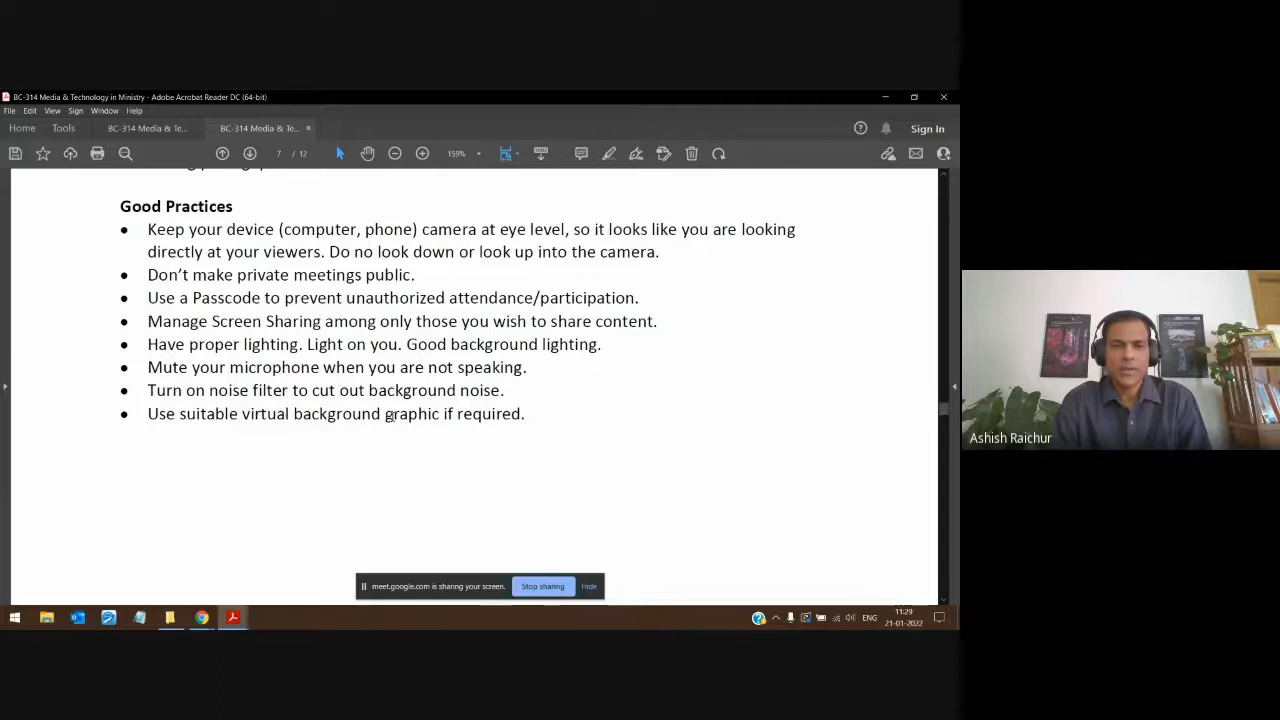 BC-314 Media & Technology in Ministry - Adobe Acrobat Reader DC (64-bit)
File Edit View Sign Window Help
Home Tools BC-314 Media & Te... BC-314 Media & Te... ×
Sign In
7 / 12 159%
Good Practices
• Keep your device (computer, phone) camera at eye level, so it looks like you are looking
directly at your viewers. Do no look down or look up into the camera.
• Don't make private meetings public.
• Use a Passcode to prevent unauthorized attendance/participation.
• Manage Screen Sharing among only those you wish to share content.
• Have proper lighting. Light on you. Good background lighting.
• Mute your microphone when you are not speaking.
• Turn on noise filter to cut out background noise.
• Use suitable virtual background graphic if required.
Ashish Raichur
meet.google.com is sharing your screen. Stop sharing Hide
ENG
11:29
21-01-2022